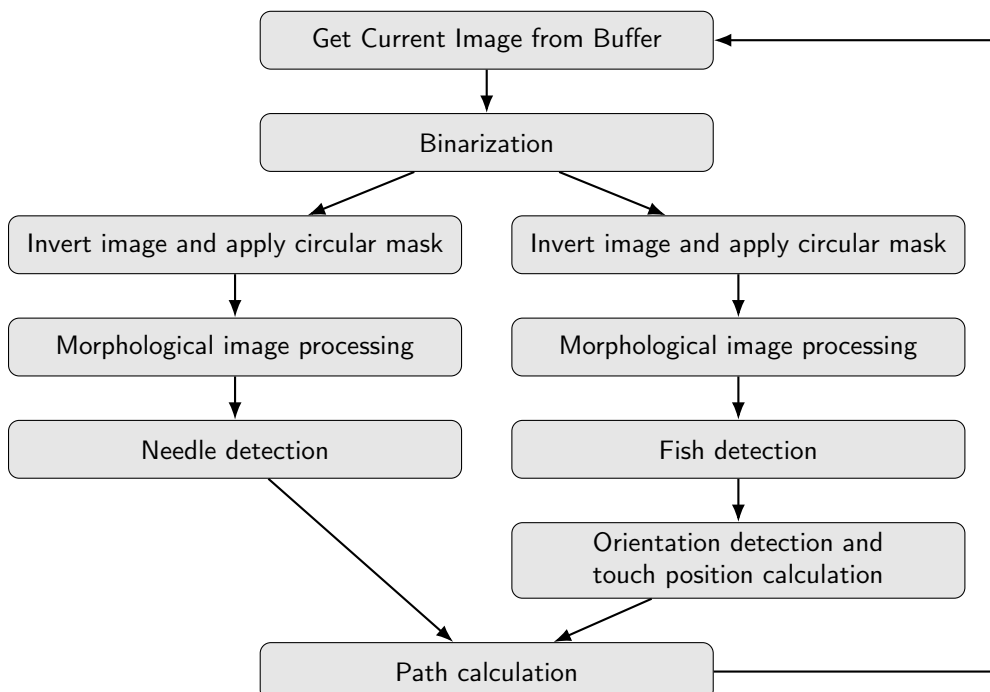 Get Current Image from Buffer
Binarization
Invert image and apply circular mask
Invert image and apply circular mask
Morphological image processing
Morphological image processing
Needle detection
Fish detection
Orientation detection and
touch position calculation
Path calculation